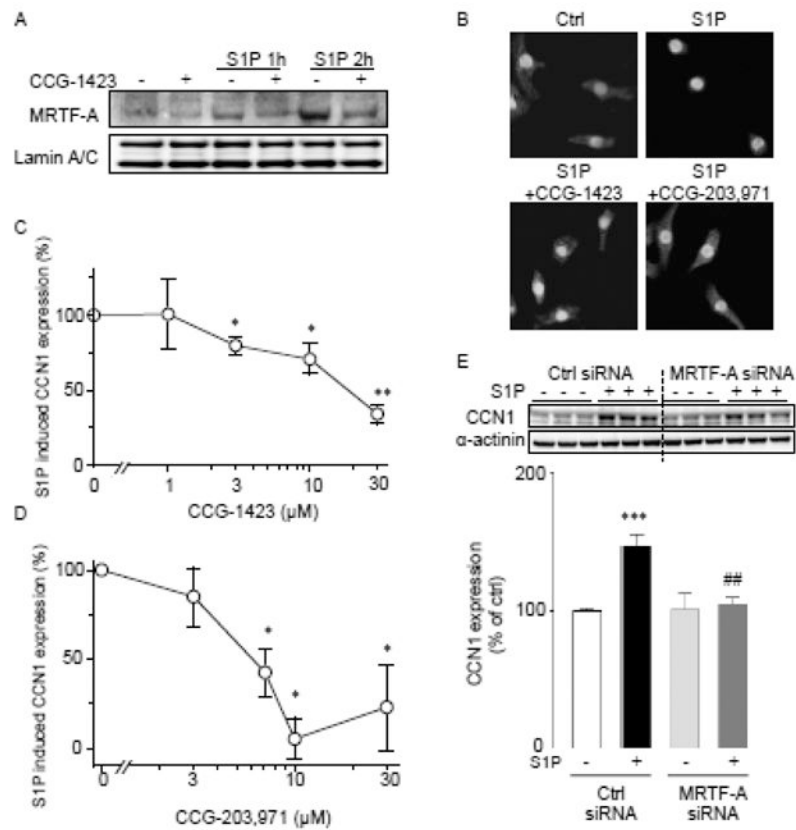 A
S1P 1h S1P 2h
CCG-1423 - + - + - +
MRTF-A
Lamin A/C
B
Ctrl S1P
S1P S1P
+CCG-1423 +CCG-203,971
C
S1P induced CCN1 expression (%)
100
50
0
0 1 3 10 30
* * **
CCG-1423 (µM)
D
S1P induced CCN1 expression (%)
100
50
0
0 3 10 30
* * *
CCG-203,971 (µM)
E
Ctrl siRNA MRTF-A siRNA
S1P - - - + + + - - - + + +
CCN1
α-actinin
CCN1 expression
(% of ctrl)
200
100
0
*** ##
S1P - + - +
Ctrl MRTF-A
siRNA siRNA